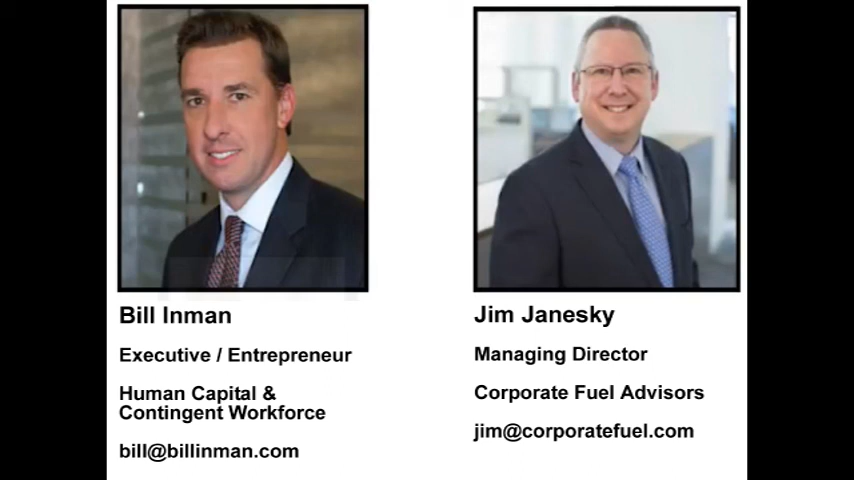 Bill Inman
Executive / Entrepreneur
Human Capital &
Contingent Workforce
bill@billinman.com
Jim Janesky
Managing Director
Corporate Fuel Advisors
jim@corporatefuel.com